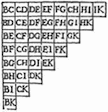 BC CD DE EF FG GH HI IK
BD CE DF EG FH GI HK
BE CF DG EH FI GK
BF CG DH EI FK
BG CH DI EK
BH CI DK
BI CK
BK